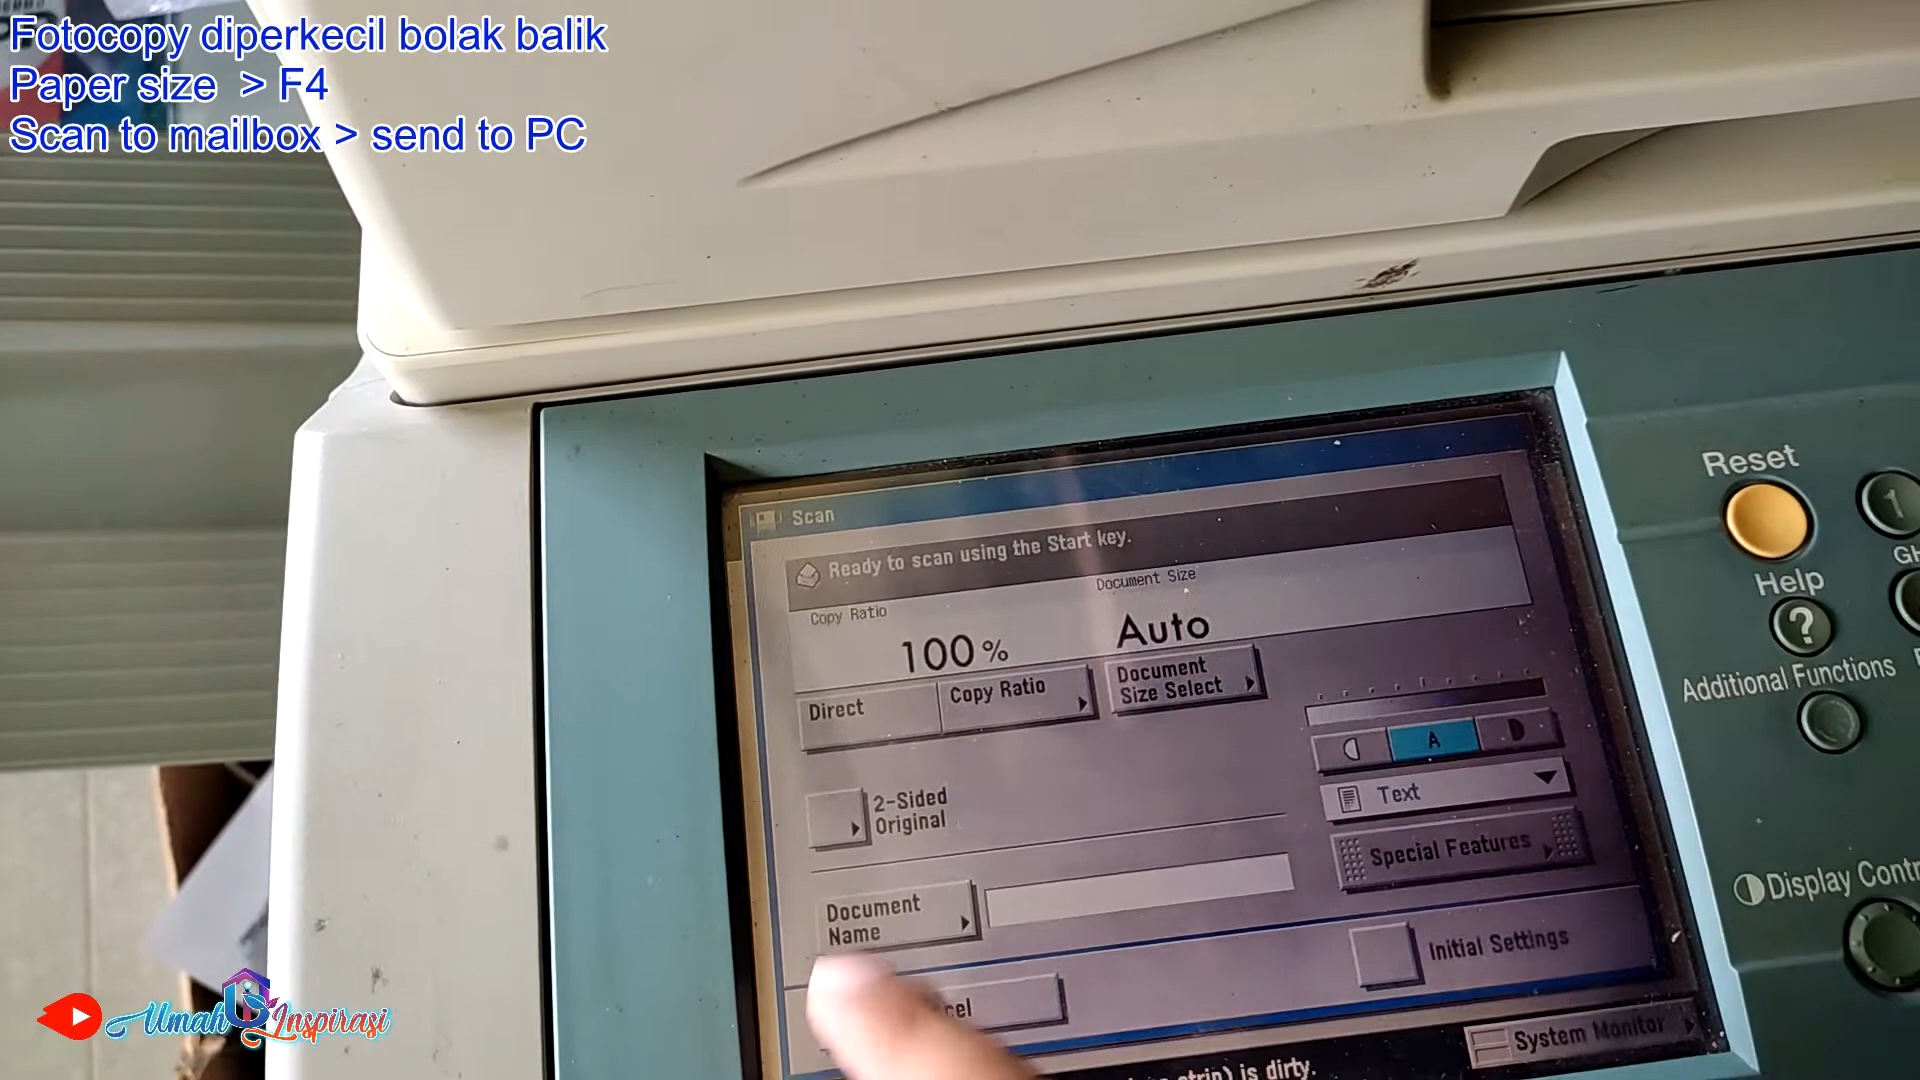 Fotocopy diperkecil bolak balik
Paper size > F4
Scan to mailbox > send to PC
Scan
Ready to scan using the Start key.
Copy Ratio
Document Size
100 %
Auto
Direct
Copy Ratio
Document
Size Select
A
2-Sided
Original
Text
Special Features
Document
Name
Initial Settings
System Monitor
is dirty.
Reset
1
Help
?
Additional Functions
Display
Umah Inspirasi